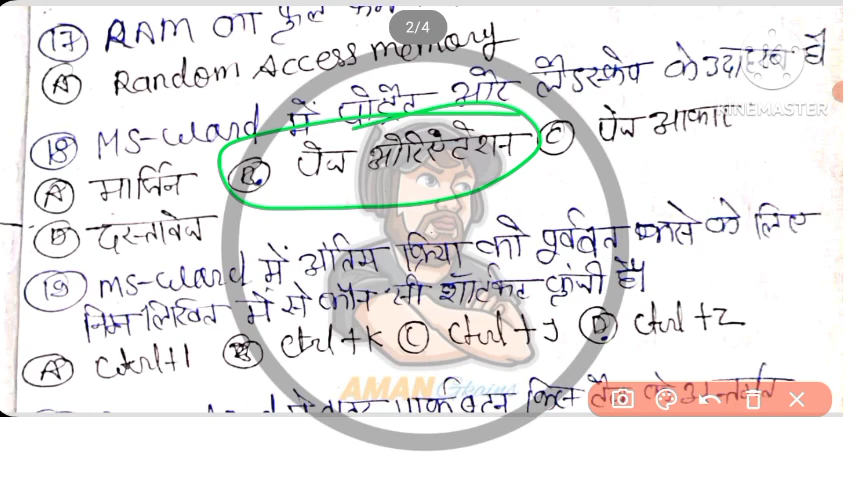 2/4
(17) RAM का फुल
(A) Random Access memory
(18) MS-word में पोर्ट्रेट और लैंडस्केप के उदाहरण है
(A) मार्जिन (B) पेज ओरिएंटेशन (C) पेज आकार
(D) दस्तावेज
(19) MS-word में अंतिम क्रिया को पूर्ववत करने के लिए
निम्नलिखित में से कौन सी शॉर्टकट कुंजी है।
(A) Ctrl+1 (B) Ctrl+K (C) Ctrl+J (D) Ctrl+Z
KINEMASTER
AMAN